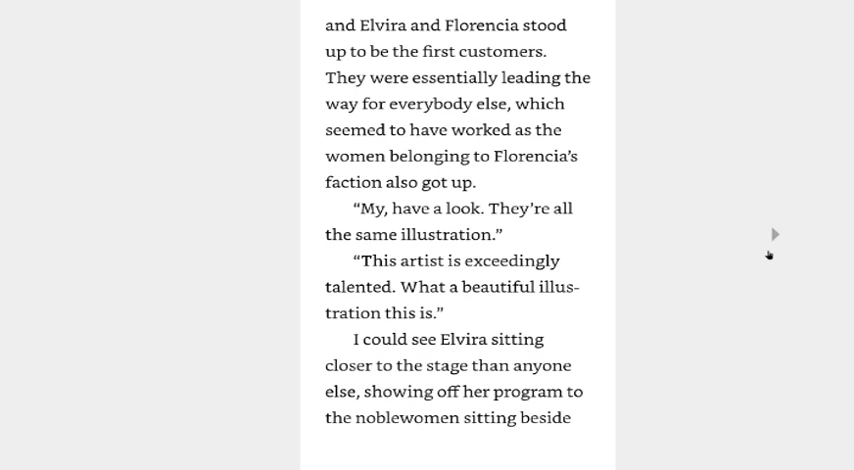 and Elvira and Florencia stood
up to be the first customers.
They were essentially leading the
way for everybody else, which
seemed to have worked as the
women belonging to Florencia’s
faction also got up.
“My, have a look. They’re all
the same illustration.”
“This artist is exceedingly
talented. What a beautiful illus-
tration this is.”
I could see Elvira sitting
closer to the stage than anyone
else, showing off her program to
the noblewomen sitting beside